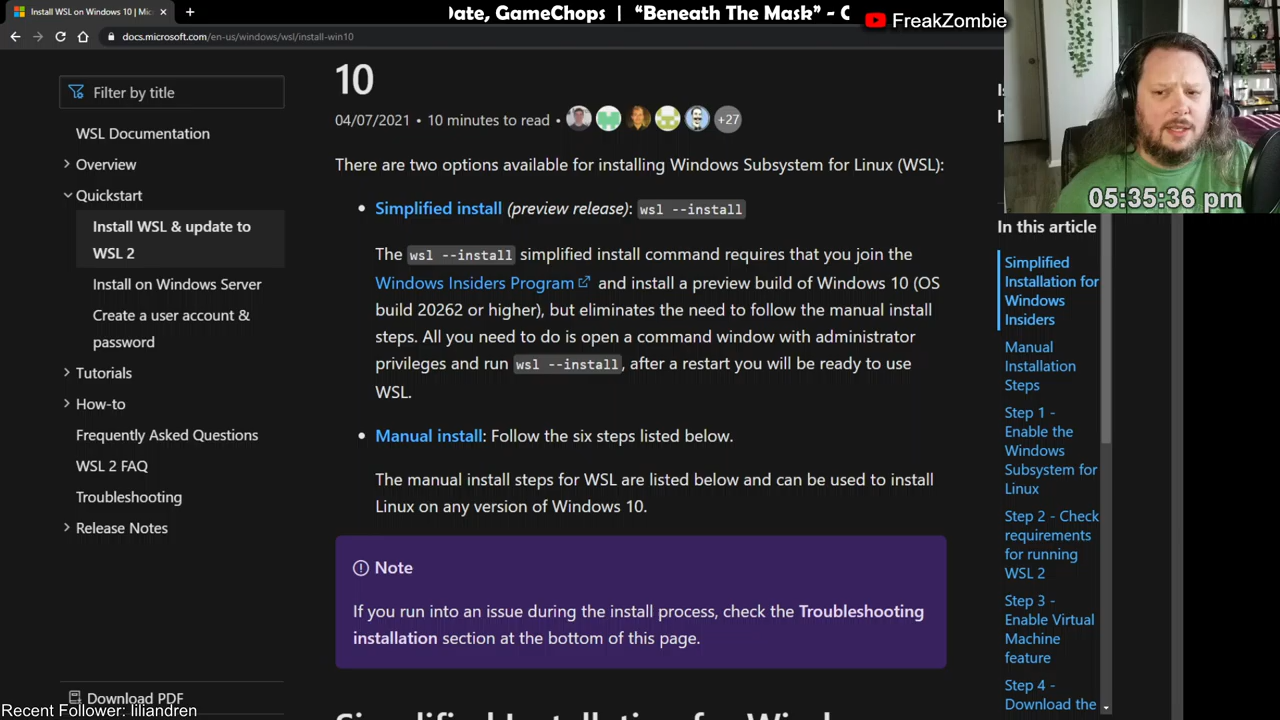 Install WSL on Windows 10 | Mic
Date, GameChops | “Beneath The Mask” - C
FreakZombie
docs.microsoft.com/en-us/windows/wsl/install-win10
Filter by title
WSL Documentation
Overview
Quickstart
Install WSL & update to
WSL 2
Install on Windows Server
Create a user account &
password
Tutorials
How-to
Frequently Asked Questions
WSL 2 FAQ
Troubleshooting
Release Notes
Download PDF
Recent Follower: liliandren
10
04/07/2021 • 10 minutes to read • +27
There are two options available for installing Windows Subsystem for Linux (WSL):
• Simplified install (preview release): wsl --install
The wsl --install simplified install command requires that you join the
Windows Insiders Program and install a preview build of Windows 10 (OS
build 20262 or higher), but eliminates the need to follow the manual install
steps. All you need to do is open a command window with administrator
privileges and run wsl --install, after a restart you will be ready to use
WSL.
• Manual install: Follow the six steps listed below.
The manual install steps for WSL are listed below and can be used to install
Linux on any version of Windows 10.
Note
If you run into an issue during the install process, check the Troubleshooting
installation section at the bottom of this page.
05:35:36 pm
In this article
Simplified
Installation for
Windows
Insiders
Manual
Installation
Steps
Step 1 -
Enable the
Windows
Subsystem for
Linux
Step 2 - Check
requirements
for running
WSL 2
Step 3 -
Enable Virtual
Machine
feature
Step 4 -
Download the